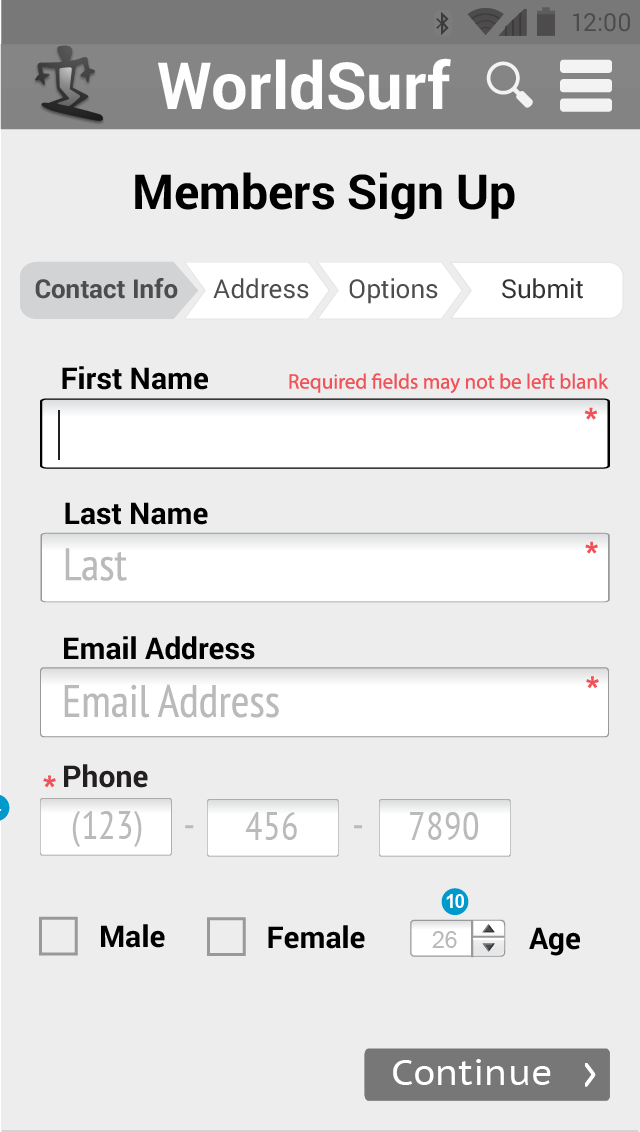 12:00
WorldSurf
Members Sign Up
Contact Info Address Options Submit
First Name Required fields may not be left blank
*
Last Name
Last *
Email Address
Email Address *
* Phone
(123) - 456 - 7890
10
Male Female 26 Age
Continue